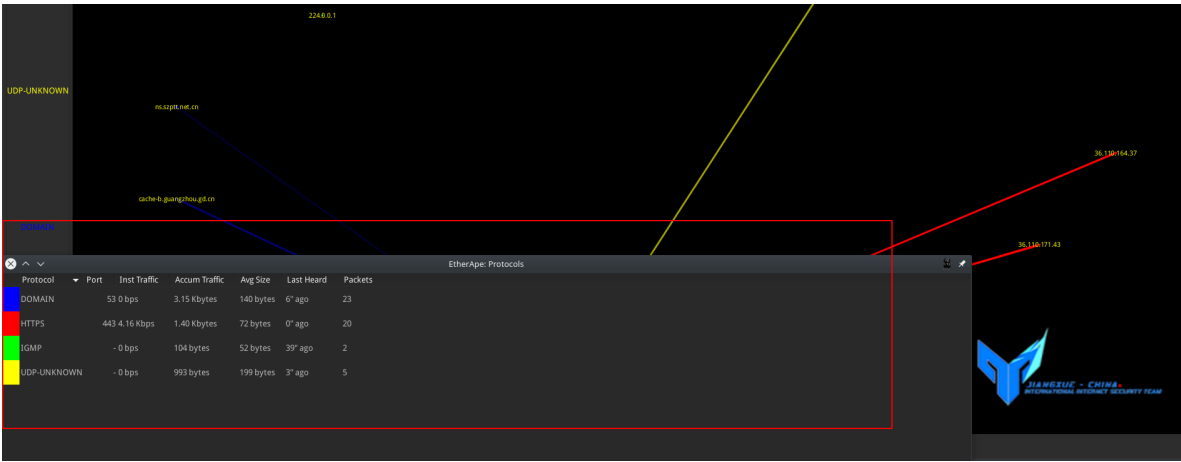 224.6.0.1
UDP-UNKNOWN
ns.szptt.net.cn
36.110.164.37
cache-b.guangzhou.gd.cn
DOMAIN
36.110.171.43
EtherApe: Protocols
Protocol Port Inst Traffic Accum Traffic Avg Size Last Heard Packets
DOMAIN 53 0 bps 3.15 Kbytes 140 bytes 6" ago 23
HTTPS 443 4.16 Kbps 1.40 Kbytes 72 bytes 0" ago 20
IGMP - 0 bps 104 bytes 52 bytes 39" ago 2
UDP-UNKNOWN - 0 bps 993 bytes 199 bytes 3" ago 5
JIANGXUE - CHINA.
INTERNATIONAL INTERNET SECURITY TEAM